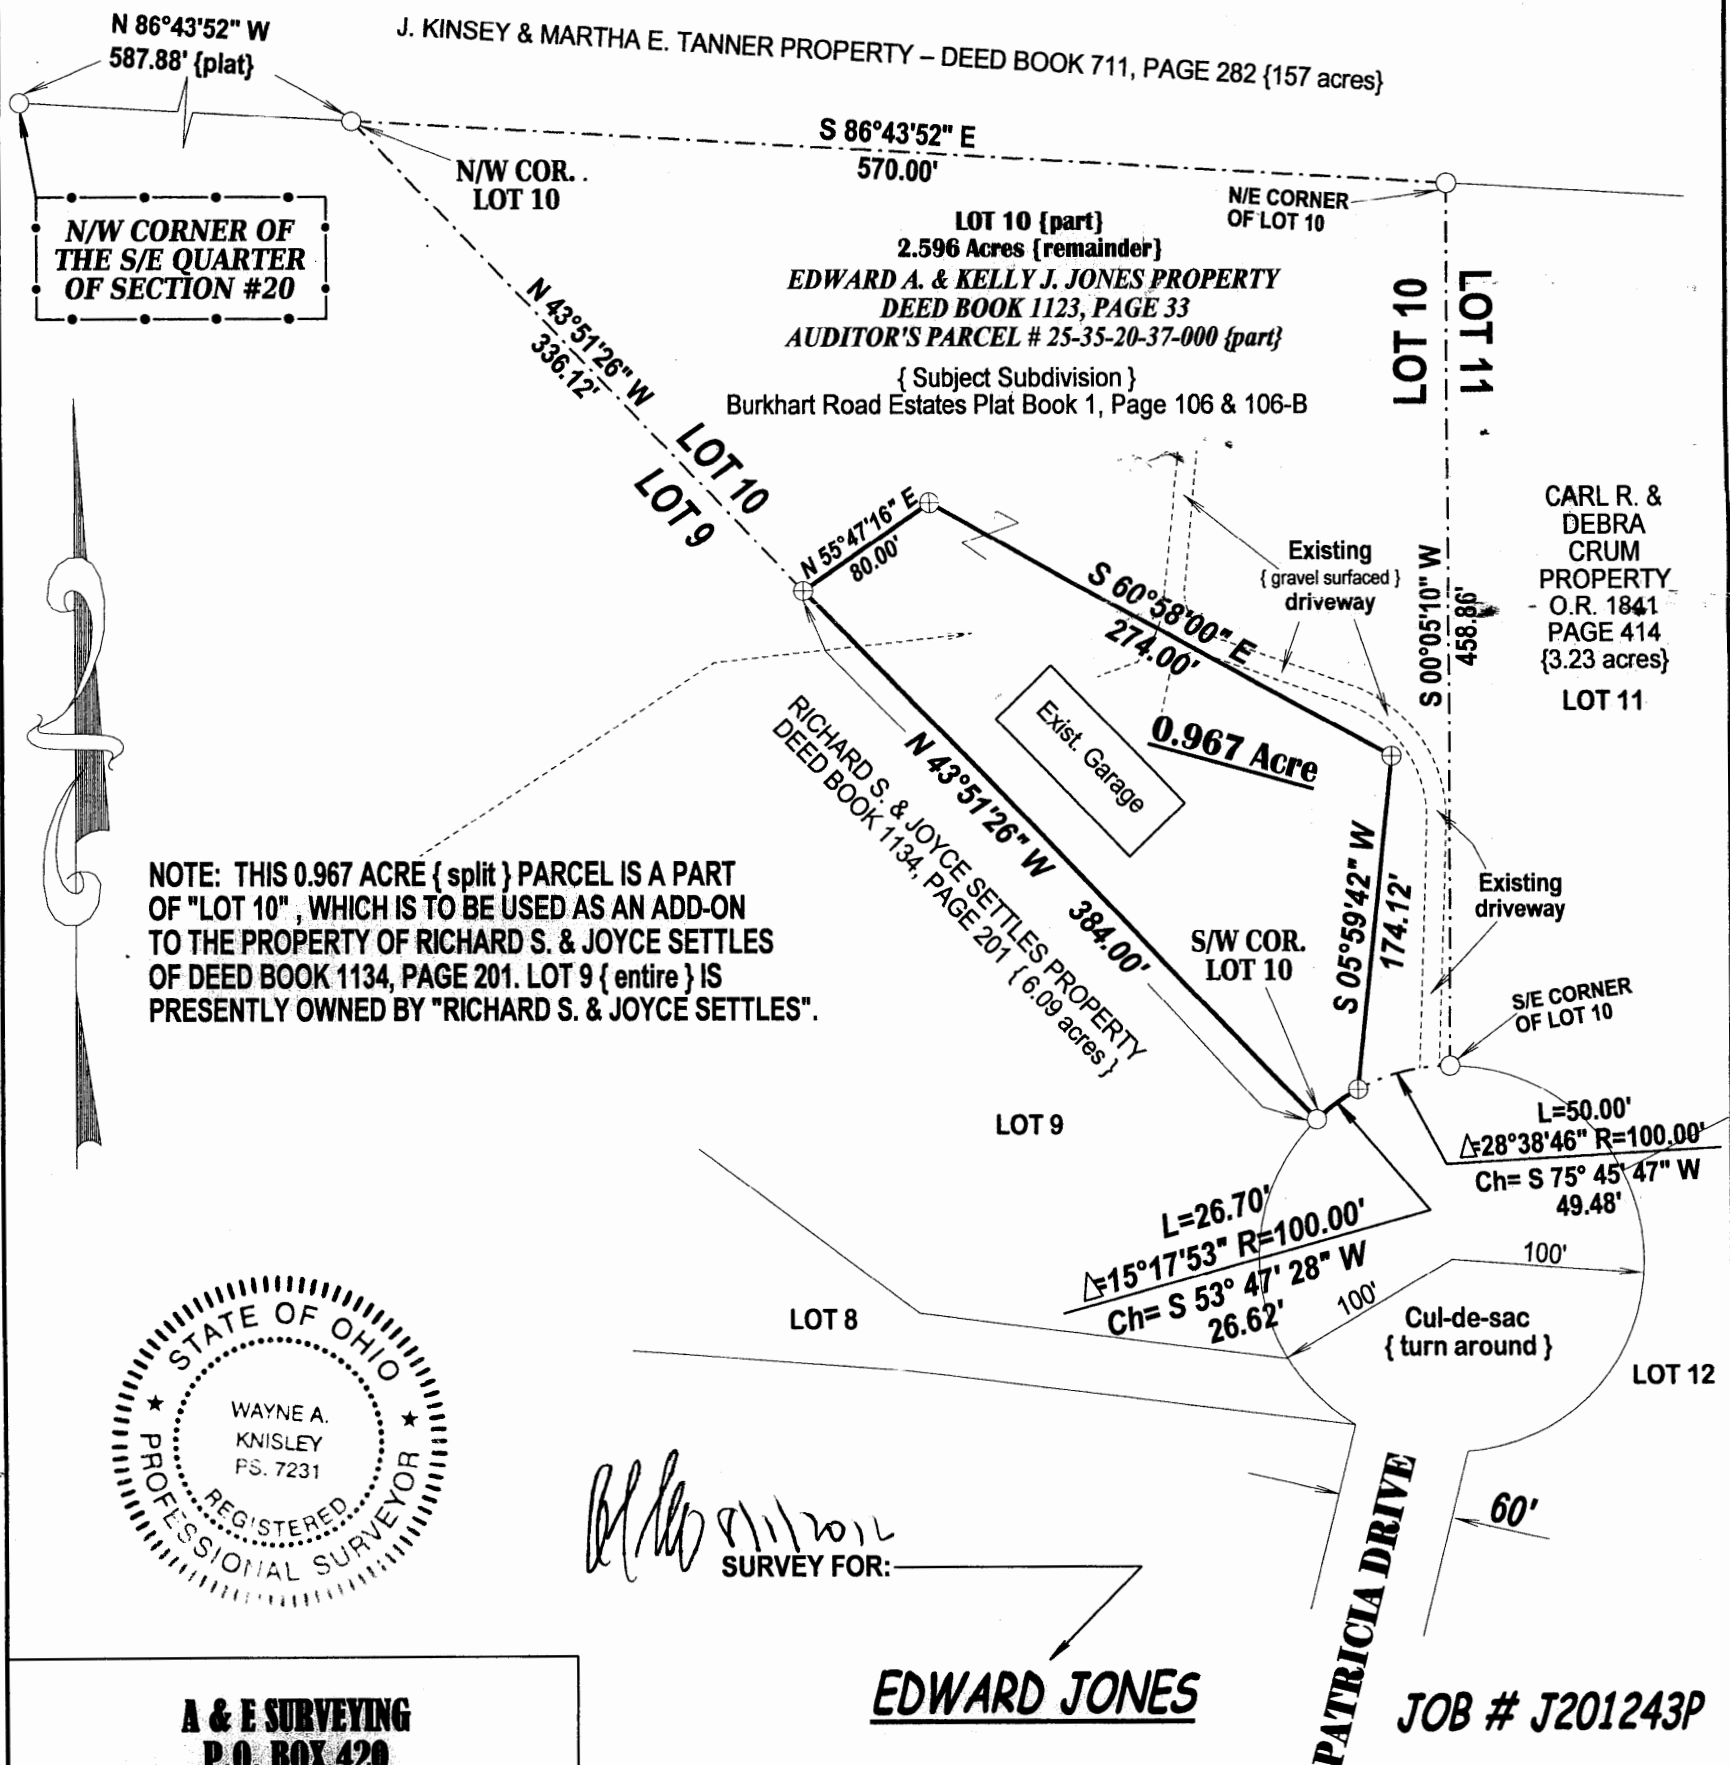 N 86°43'52" W
587.88' {plat}
J. KINSEY & MARTHA E. TANNER PROPERTY – DEED BOOK 711, PAGE 282 {157 acres}
S 86°43'52" E
570.00'
N/W COR.
LOT 10
N/E CORNER
OF LOT 10
N/W CORNER OF
THE S/E QUARTER
OF SECTION #20
LOT 10 {part}
2.596 Acres {remainder}
EDWARD A. & KELLY J. JONES PROPERTY
DEED BOOK 1123, PAGE 33
AUDITOR'S PARCEL # 25-35-20-37-000 {part}
{ Subject Subdivision }
Burkhart Road Estates Plat Book 1, Page 106 & 106-B
N 43°51'26" W
336.12'
LOT 10
LOT 9
LOT 10
LOT 11
N 55°47'16" E
80.00'
S 60°58'00" E
274.00'
Existing
{ gravel surfaced }
driveway
S 00°05'10" W
458.86'
CARL R. &
DEBRA
CRUM
PROPERTY
O.R. 1841
PAGE 414
{3.23 acres}
LOT 11
Exist. Garage
0.967 Acre
RICHARD S. & JOYCE SETTLES PROPERTY
DEED BOOK 1134, PAGE 201 { 6.09 acres }
N 43°51'26" W
384.00'
S 05°59'42" W
174.12'
NOTE: THIS 0.967 ACRE { split } PARCEL IS A PART
OF "LOT 10" , WHICH IS TO BE USED AS AN ADD-ON
TO THE PROPERTY OF RICHARD S. & JOYCE SETTLES
OF DEED BOOK 1134, PAGE 201. LOT 9 { entire } IS
PRESENTLY OWNED BY "RICHARD S. & JOYCE SETTLES".
S/W COR.
LOT 10
Existing
driveway
S/E CORNER
OF LOT 10
LOT 9
L=50.00'
Δ=28°38'46" R=100.00'
Ch= S 75° 45' 47" W
49.48'
L=26.70'
Δ=15°17'53" R=100.00'
Ch= S 53° 47' 28" W
26.62'
100'
100'
Cul-de-sac
{ turn around }
LOT 8
LOT 12
STATE OF OHIO
WAYNE A.
KNISLEY
PS. 7231
REGISTERED
PROFESSIONAL SURVEYOR
8/1/2012
SURVEY FOR:
EDWARD JONES
PATRICIA DRIVE
60'
JOB # J201243P
A & E SURVEYING
P.O. BOX 420